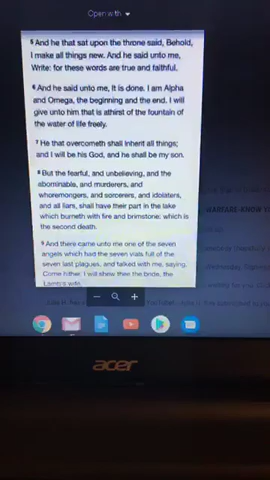 Open with
5 And he that sat upon the throne said, Behold,
I make all things new. And he said unto me,
Write: for these words are true and faithful.
6 And he said unto me, It is done. I am Alpha
and Omega, the beginning and the end. I will
give unto him that is athirst of the fountain of
the water of life freely.
7 He that overcometh shall inherit all things;
and I will be his God, and he shall be my son.
8 But the fearful, and unbelieving, and the
abominable, and murderers, and
whoremongers, and sorcerers, and idolaters,
and all liars, shall have their part in the lake
which burneth with fire and brimstone: which is
the second death.
9 And there came unto me one of the seven
angels which had the seven vials full of the
seven last plagues, and talked with me, saying,
Come hither, I will shew thee the bride, the
Lamb's wife.
acer